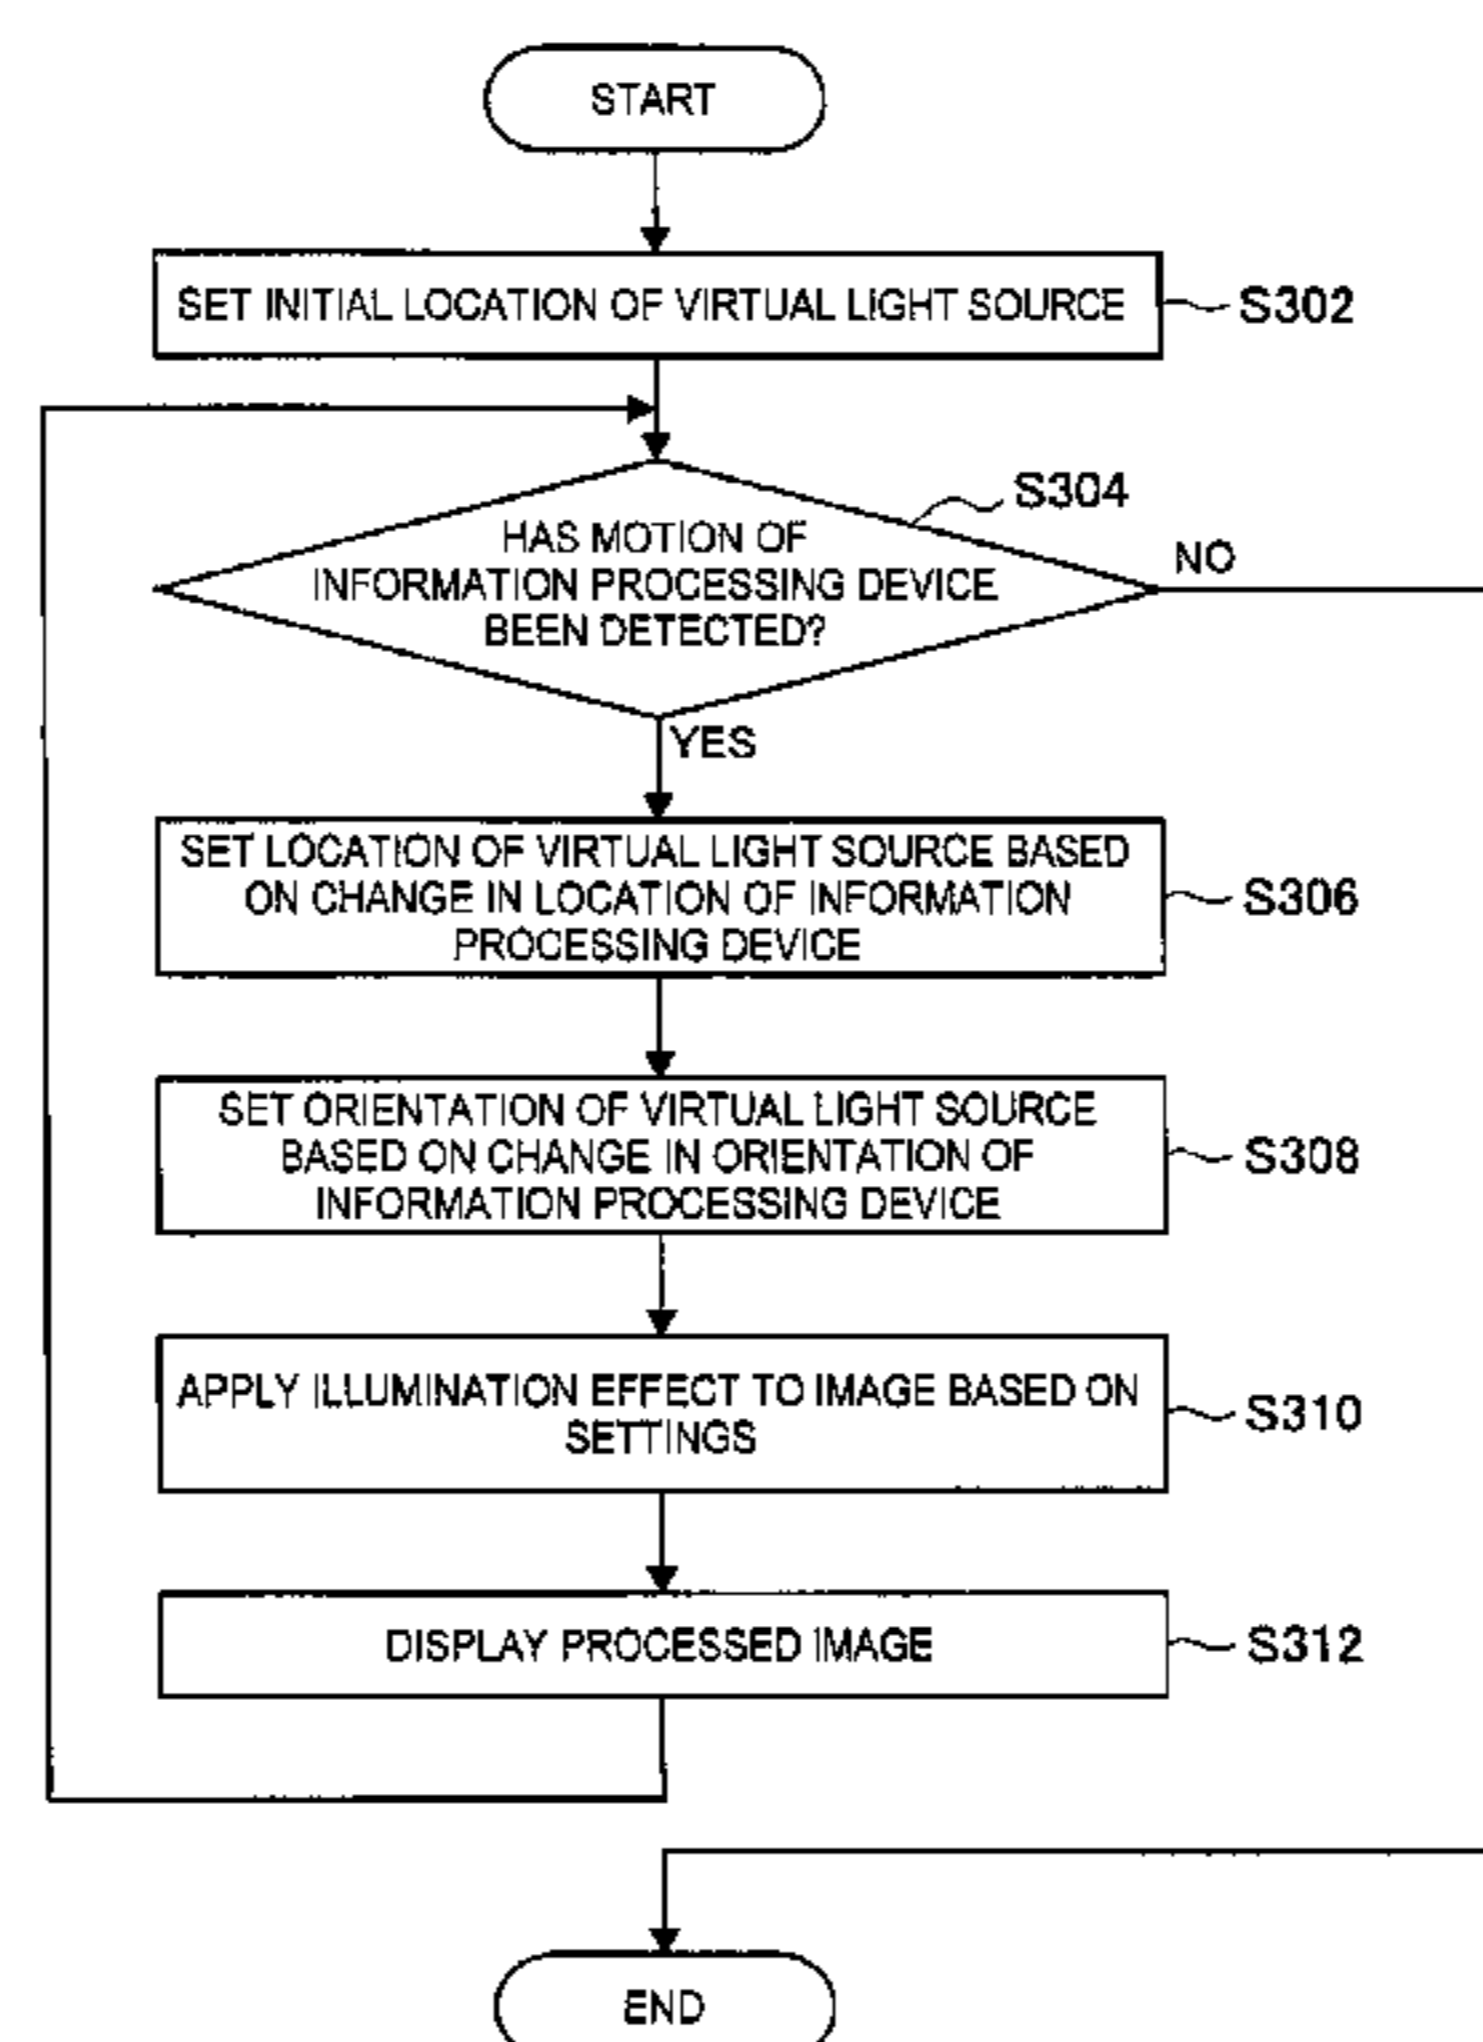 START
SET INITIAL LOCATION OF VIRTUAL LIGHT SOURCE
S302
S304
HAS MOTION OF
INFORMATION PROCESSING DEVICE
BEEN DETECTED?
NO
YES
SET LOCATION OF VIRTUAL LIGHT SOURCE BASED
ON CHANGE IN LOCATION OF INFORMATION
PROCESSING DEVICE
S306
SET ORIENTATION OF VIRTUAL LIGHT SOURCE
BASED ON CHANGE IN ORIENTATION OF
INFORMATION PROCESSING DEVICE
S308
APPLY ILLUMINATION EFFECT TO IMAGE BASED ON
SETTINGS
S310
DISPLAY PROCESSED IMAGE
S312
END